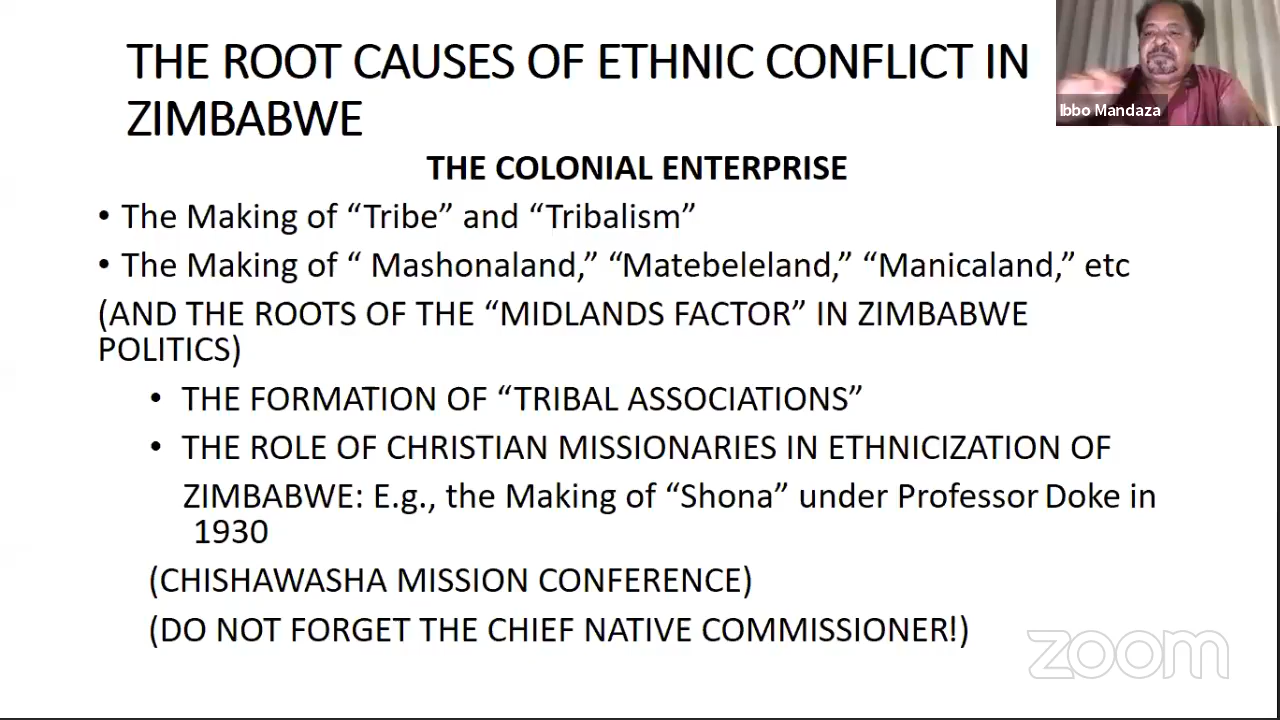 THE ROOT CAUSES OF ETHNIC CONFLICT IN
ZIMBABWE
Ibbo Mandaza
THE COLONIAL ENTERPRISE
• The Making of “Tribe” and “Tribalism”
• The Making of “ Mashonaland,” “Matebeleland,” “Manicaland,” etc
(AND THE ROOTS OF THE “MIDLANDS FACTOR” IN ZIMBABWE
POLITICS)
• THE FORMATION OF “TRIBAL ASSOCIATIONS”
• THE ROLE OF CHRISTIAN MISSIONARIES IN ETHNICIZATION OF
ZIMBABWE: E.g., the Making of “Shona” under Professor Doke in
1930
(CHISHAWASHA MISSION CONFERENCE)
(DO NOT FORGET THE CHIEF NATIVE COMMISSIONER!)
zoom